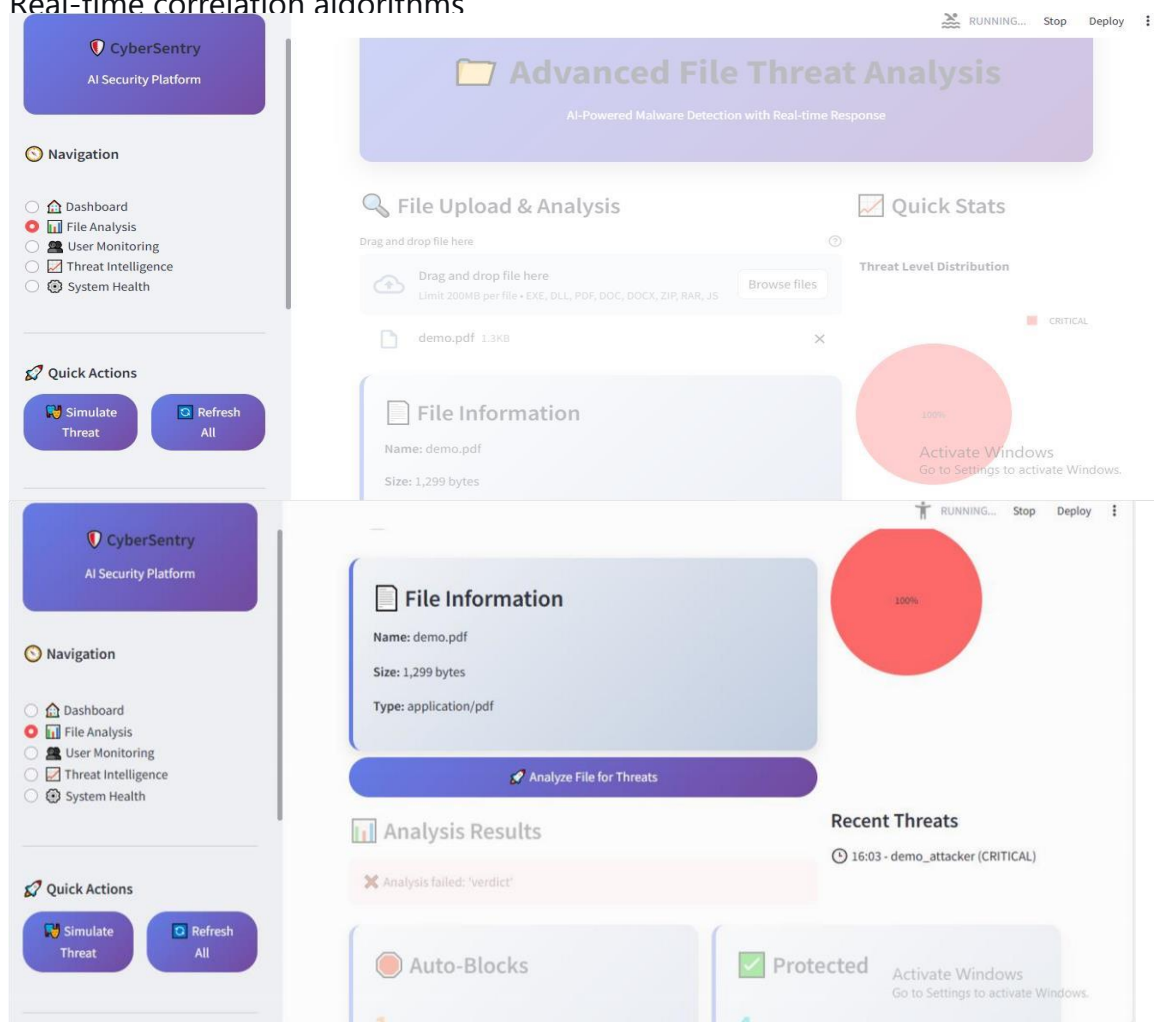 Real-time correlation algorithms
RUNNING... Stop Deploy
CyberSentry
AI Security Platform
Navigation
Dashboard
File Analysis
User Monitoring
Threat Intelligence
System Health
Quick Actions
Simulate Threat
Refresh All
Advanced File Threat Analysis
AI-Powered Malware Detection with Real-time Response
File Upload & Analysis
Drag and drop file here
Drag and drop file here
Limit 200MB per file • EXE, DLL, PDF, DOC, DOCX, ZIP, RAR, JS
Browse files
demo.pdf 1.3KB
File Information
Name: demo.pdf
Size: 1,299 bytes
Quick Stats
Threat Level Distribution
CRITICAL
100%
Activate Windows
Go to Settings to activate Windows.
RUNNING... Stop Deploy
CyberSentry
AI Security Platform
Navigation
Dashboard
File Analysis
User Monitoring
Threat Intelligence
System Health
Quick Actions
Simulate Threat
Refresh All
File Information
Name: demo.pdf
Size: 1,299 bytes
Type: application/pdf
Analyze File for Threats
Analysis Results
Analysis failed: 'verdict'
100%
Recent Threats
16:03 - demo_attacker (CRITICAL)
Auto-Blocks
Protected
Activate Windows
Go to Settings to activate Windows.